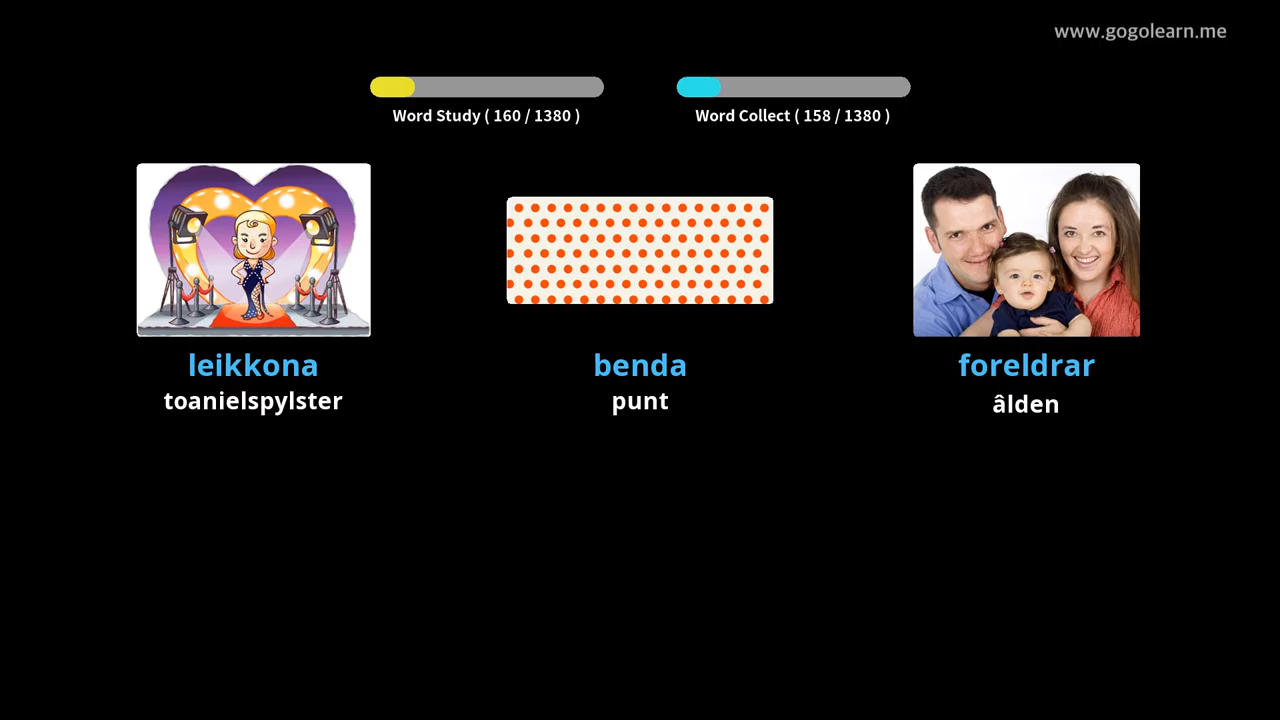 www.gogolearn.me
Word Study ( 160 / 1380 )
Word Collect ( 158 / 1380 )
leikkona
toanielspylster
benda
punt
foreldrar
âlden